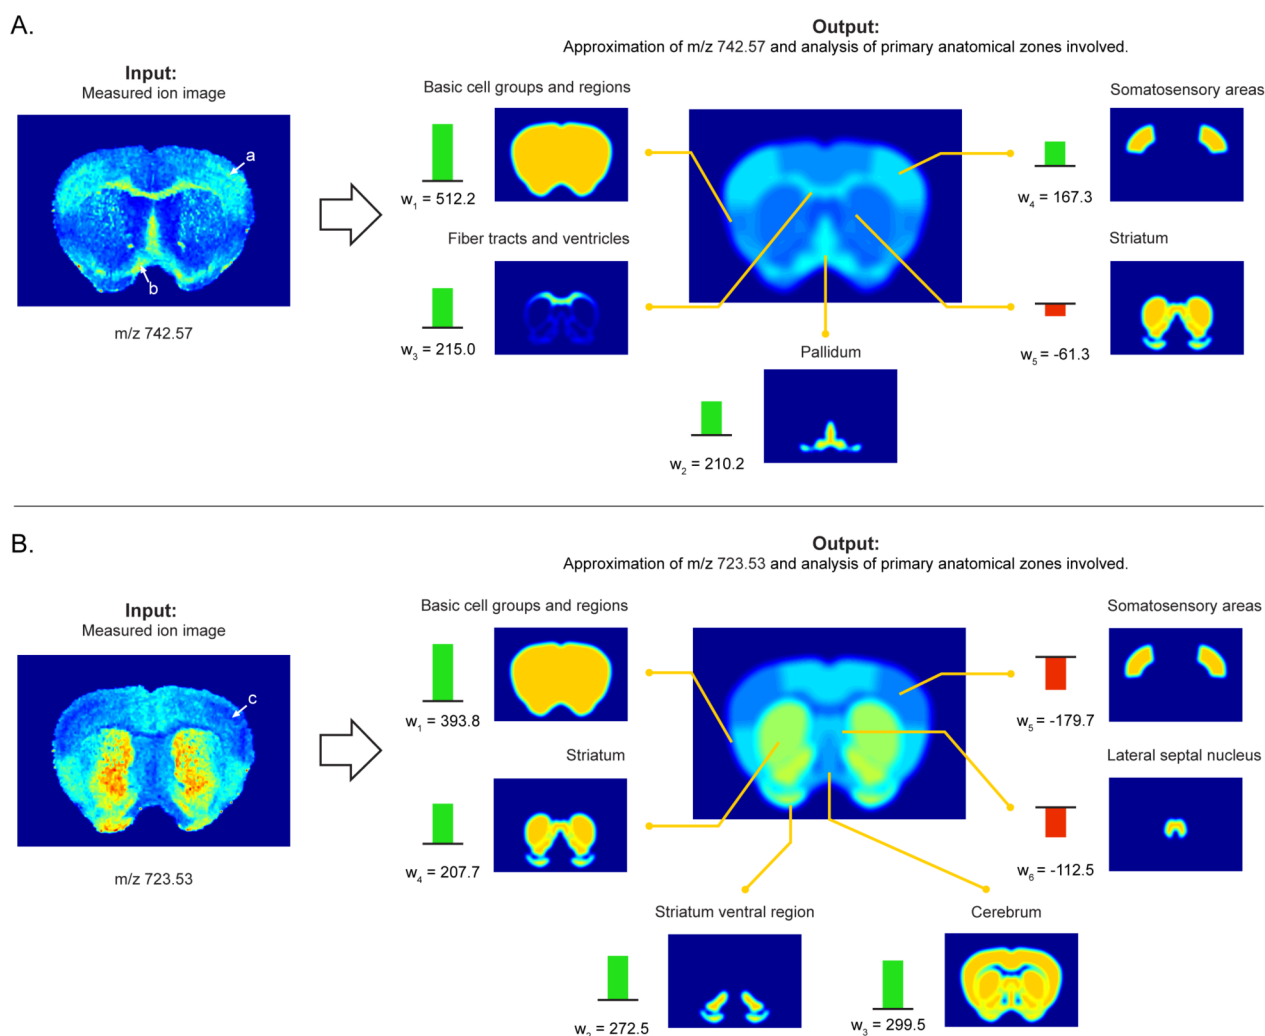 A.
Output:
Approximation of m/z 742.57 and analysis of primary anatomical zones involved.
Input:
Measured ion image
a
b
m/z 742.57
Basic cell groups and regions
w1 = 512.2
Fiber tracts and ventricles
w3 = 215.0
Pallidum
w2 = 210.2
Somatosensory areas
w4 = 167.3
Striatum
w5 = -61.3
B.
Output:
Approximation of m/z 723.53 and analysis of primary anatomical zones involved.
Input:
Measured ion image
c
m/z 723.53
Basic cell groups and regions
w1 = 393.8
Striatum
w4 = 207.7
Striatum ventral region
w2 = 272.5
Cerebrum
w3 = 299.5
Somatosensory areas
w5 = -179.7
Lateral septal nucleus
w6 = -112.5